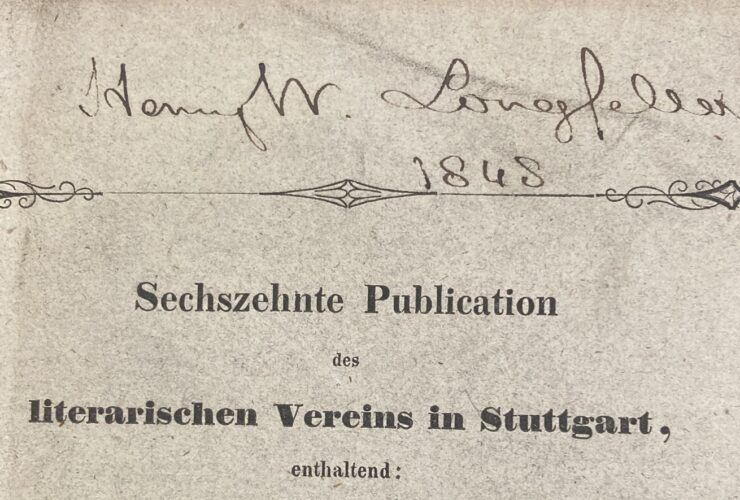 Henry W. Longfellow
1848
Sechszehnte Publication
des
literarischen Vereins in Stuttgart,
enthaltend: